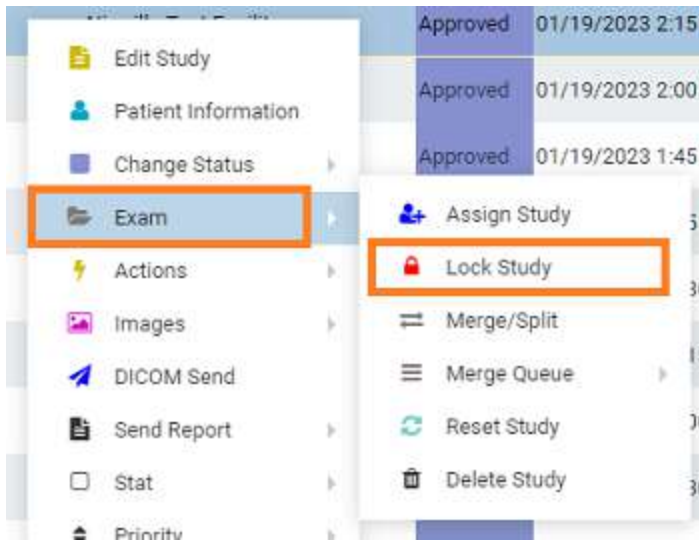 Approved 01/19/2023 2:15
Edit Study
Approved 01/19/2023 2:00
Patient Information
Change Status
Approved 01/19/2023 1:45
Exam
Assign Study
Actions
Lock Study
Images
Merge/Split
DICOM Send
Merge Queue
Send Report
Reset Study
Stat
Delete Study
Priority